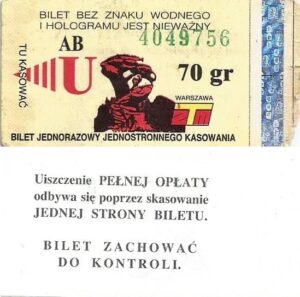 BILET BEZ ZNAKU WODNEGO
I HOLOGRAMU JEST NIEWAŻNY
TU KASOWAĆ
AB 4049756
U
70 gr
WARSZAWA
ZTM
BILET JEDNORAZOWY JEDNOSTRONNEGO KASOWANIA
Uiszczenie PEŁNEJ OPŁATY
odbywa się poprzez skasowanie
JEDNEJ STRONY BILETU.
BILET ZACHOWAĆ
DO KONTROLI.